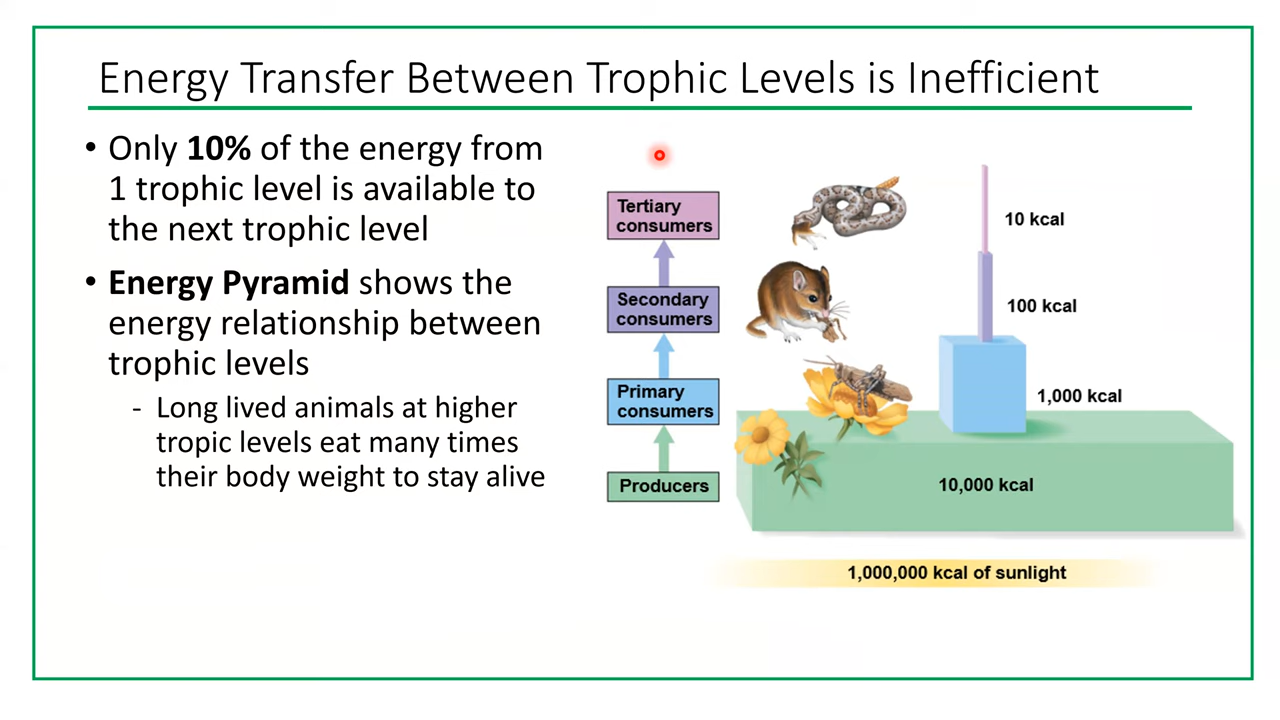 Energy Transfer Between Trophic Levels is Inefficient
• Only 10% of the energy from
1 trophic level is available to
the next trophic level
• Energy Pyramid shows the
energy relationship between
trophic levels
- Long lived animals at higher
tropic levels eat many times
their body weight to stay alive
Tertiary
consumers
10 kcal
Secondary
consumers
100 kcal
Primary
consumers
1,000 kcal
Producers
10,000 kcal
1,000,000 kcal of sunlight